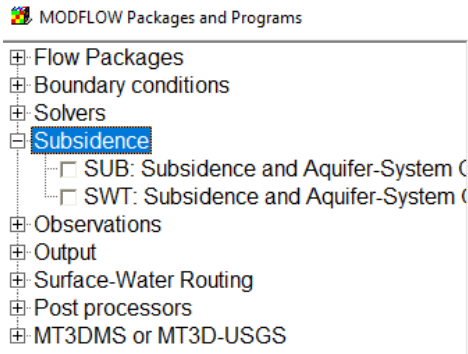 MODFLOW Packages and Programs
Flow Packages
Boundary conditions
Solvers
Subsidence
SUB: Subsidence and Aquifer-System
SWT: Subsidence and Aquifer-System
Observations
Output
Surface-Water Routing
Post processors
MT3DMS or MT3D-USGS